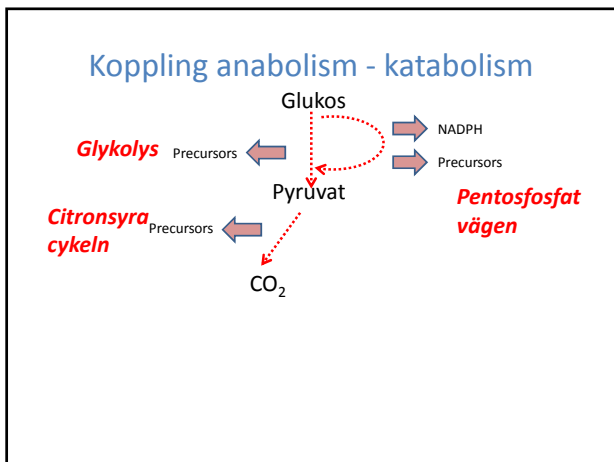 Koppling anabolism - katabolism
Glukos
NADPH
Glykolys
Precursors
Precursors
Pyruvat
Pentosfosfat
vägen
Citronsyra
cykeln
Precursors
CO₂